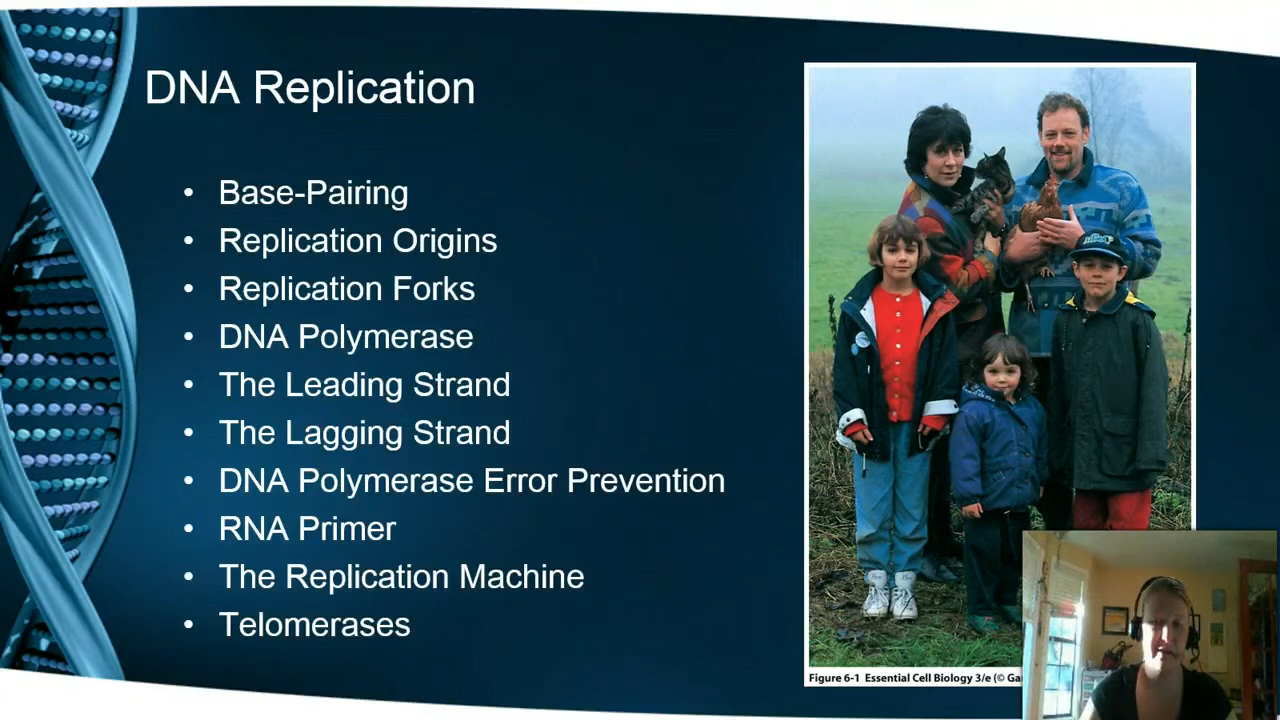 DNA Replication
• Base-Pairing
• Replication Origins
• Replication Forks
• DNA Polymerase
• The Leading Strand
• The Lagging Strand
• DNA Polymerase Error Prevention
• RNA Primer
• The Replication Machine
• Telomerases
Figure 6-1 Essential Cell Biology 3/e (©